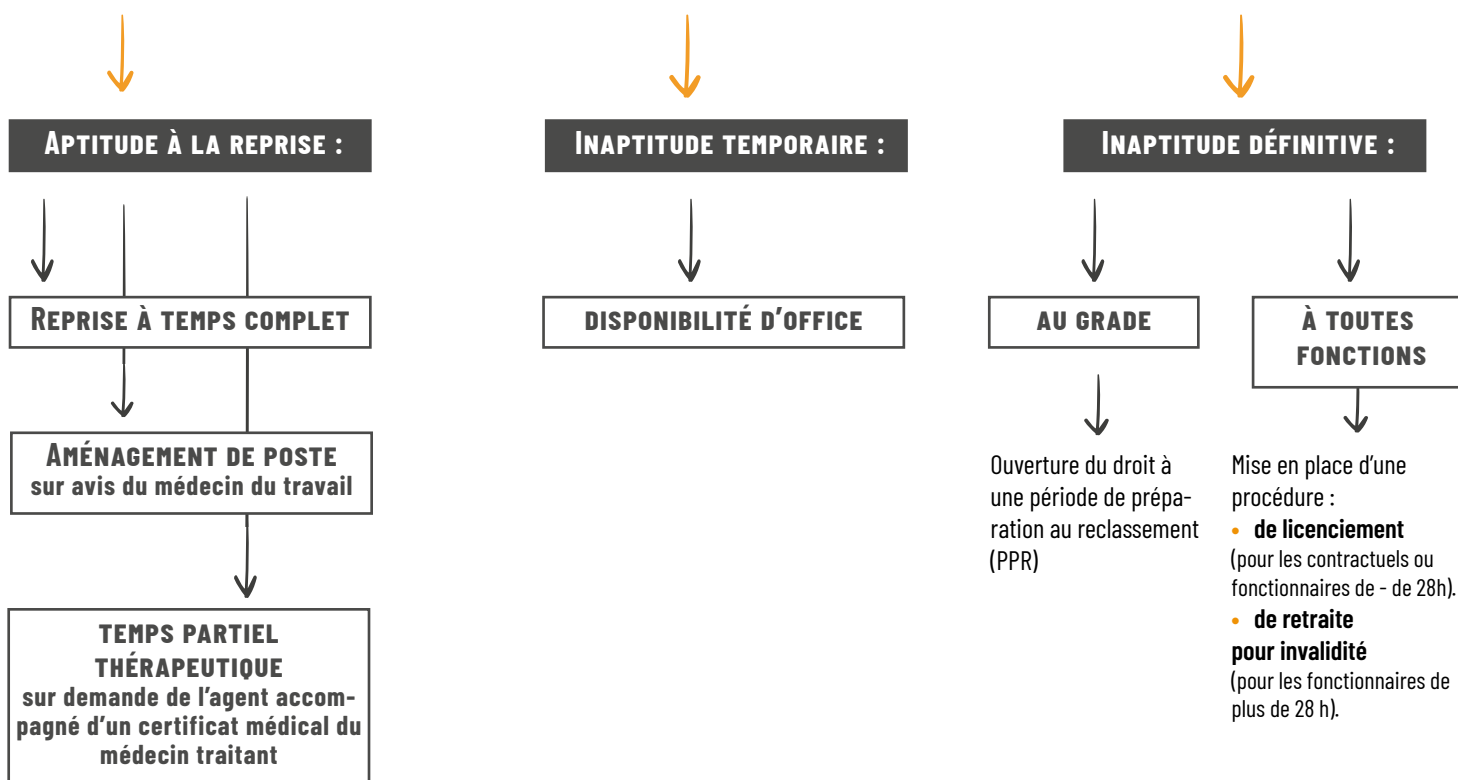 Aptitude à la reprise :
Reprise à temps complet
Aménagement de poste
sur avis du médecin du travail
temps partiel
thérapeutique
sur demande de l'agent accom-
pagné d'un certificat médical du
médecin traitant
Inaptitude temporaire :
disponibilité d'office
Inaptitude définitive :
au grade
Ouverture du droit à
une période de prépa-
ration au reclassement
(PPR)
à toutes
fonctions
Mise en place d'une
procédure :
• de licenciement
(pour les contractuels ou
fonctionnaires de - de 28h).
• de retraite
pour invalidité
(pour les fonctionnaires de
plus de 28 h).